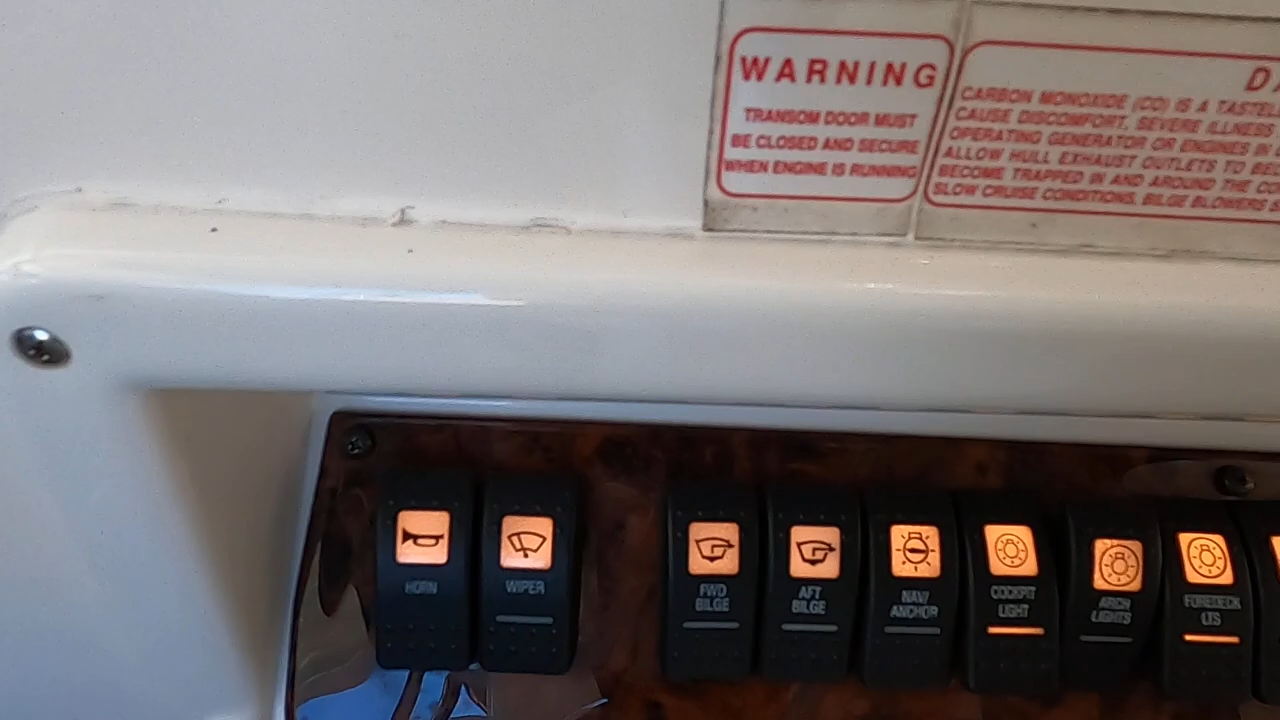 WARNING
TRANSOM DOOR MUST
BE CLOSED AND SECURE
WHEN ENGINE IS RUNNING
CARBON MONOXIDE (CO) IS A
CAUSE DISCOMFORT, SEVERE ILLNESS
OPERATING GENERATOR OR ENGINES IN
ALLOW HULL EXHAUST OUTLETS TO
BECOME TRAPPED IN AND AROUND THE
SLOW CRUISE CONDITIONS, BILGE BLOWERS
HORN
WIPER
FWD
BILGE
AFT
BILGE
NAV/
ANCHOR
COCKPIT
LIGHT
ARCH
LIGHTS
FOREDECK
LTS